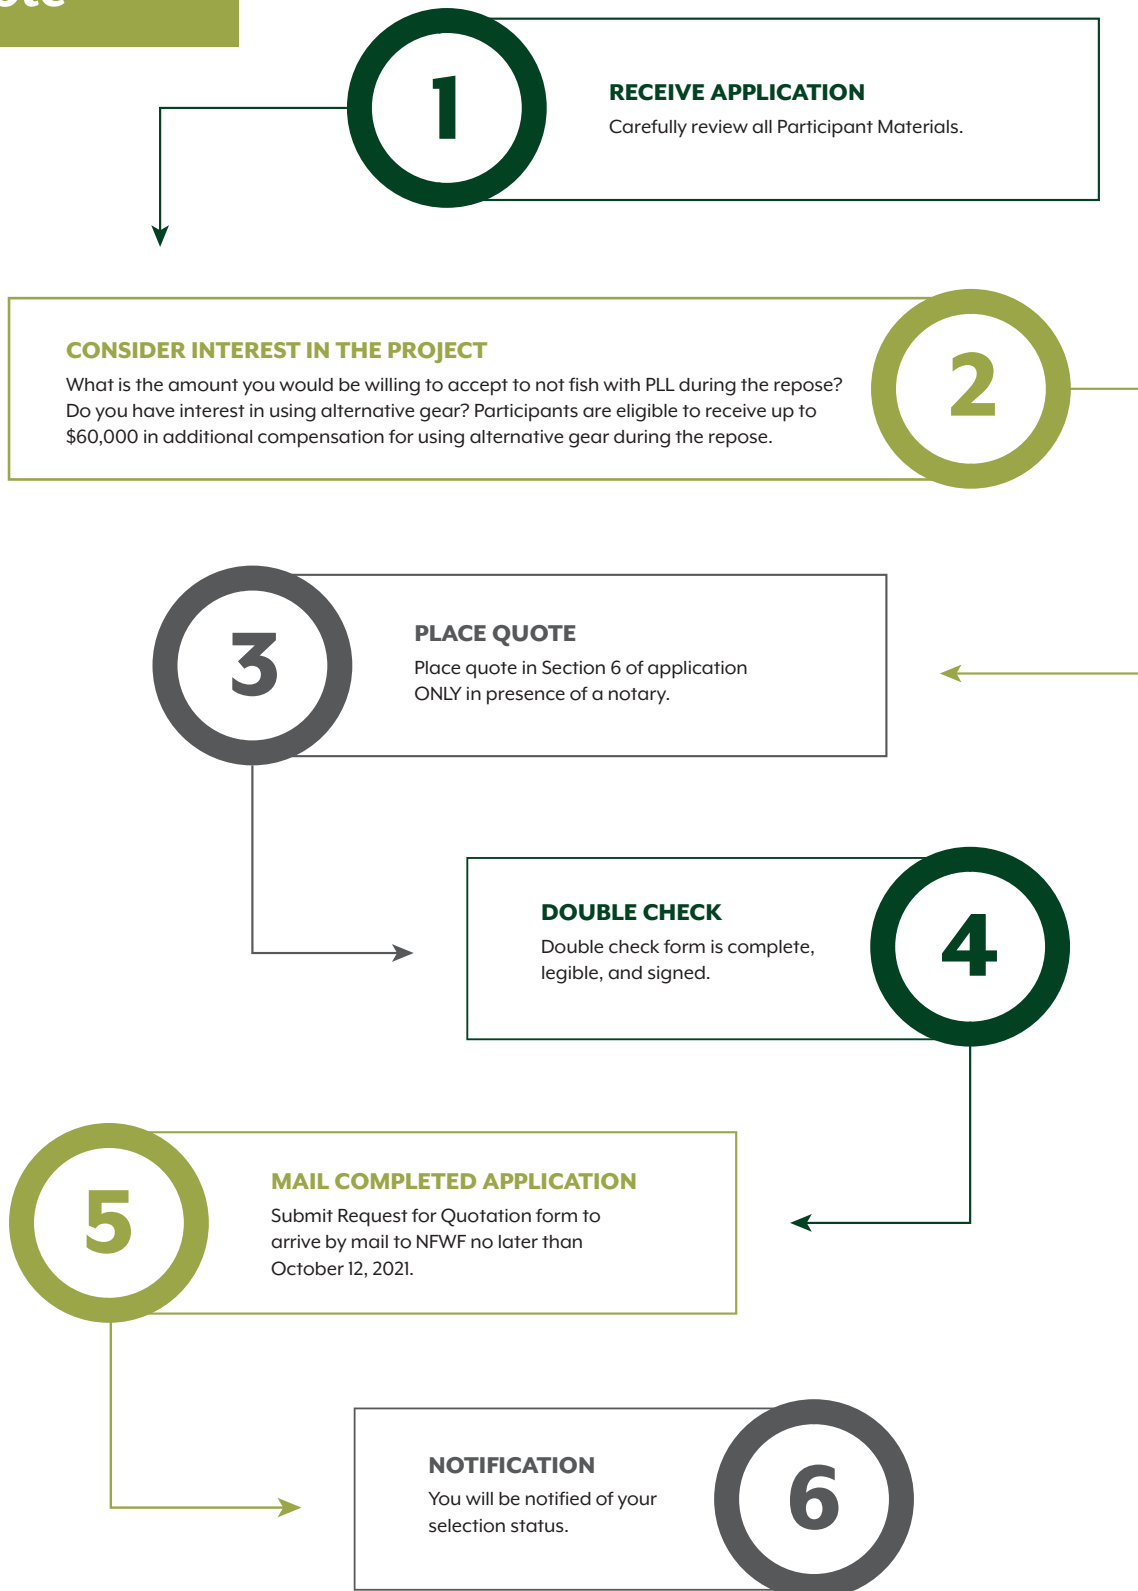 1
RECEIVE APPLICATION
Carefully review all Participant Materials.
CONSIDER INTEREST IN THE PROJECT
What is the amount you would be willing to accept to not fish with PLL during the repose?
Do you have interest in using alternative gear? Participants are eligible to receive up to
$60,000 in additional compensation for using alternative gear during the repose.
2
3
PLACE QUOTE
Place quote in Section 6 of application
ONLY in presence of a notary.
DOUBLE CHECK
Double check form is complete,
legible, and signed.
4
5
MAIL COMPLETED APPLICATION
Submit Request for Quotation form to
arrive by mail to NFWF no later than
October 12, 2021.
NOTIFICATION
You will be notified of your
selection status.
6